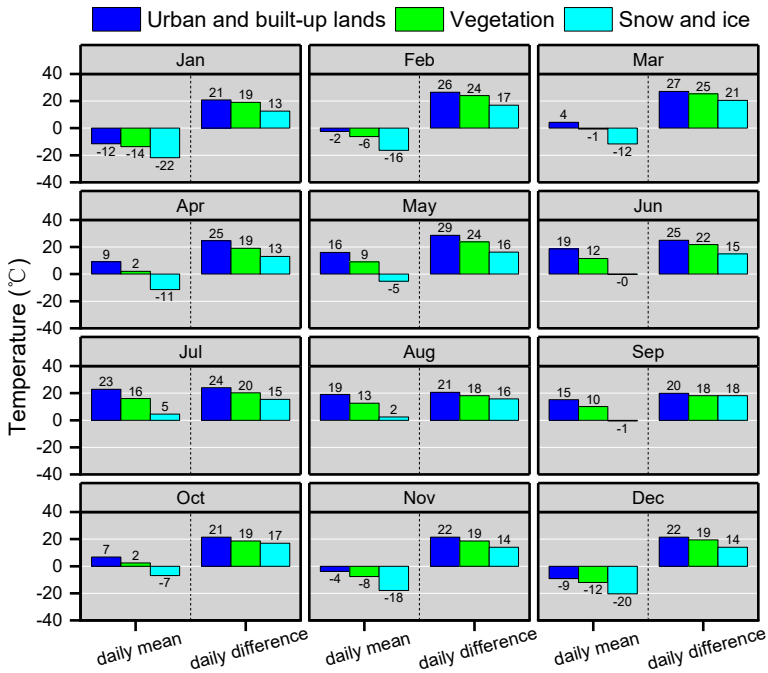 Urban and built-up lands Vegetation Snow and ice
Jan Feb Mar
40 21 19 13 26 24 17 27 25 21
20 4
0 -2 -6 -1
-20 -12 -14 -22 -16 -12
-40
Apr May Jun
40 25 19 13 29 24 16 25 22 15
20 9 2 16 9 19 12
0 -5 -0
-20 -11
-40
Jul Aug Sep
40 23 16 5 24 20 15 19 13 2 21 18 16 15 10 20 18 18
20
0 -1
-20
-40
Oct Nov Dec
40 21 19 17 22 19 14 22 19 14
20 7 2
0 -7 -4 -8 -18 -9 -12 -20
-20
-40
daily mean daily difference daily mean daily difference daily mean daily difference
Temperature (℃)